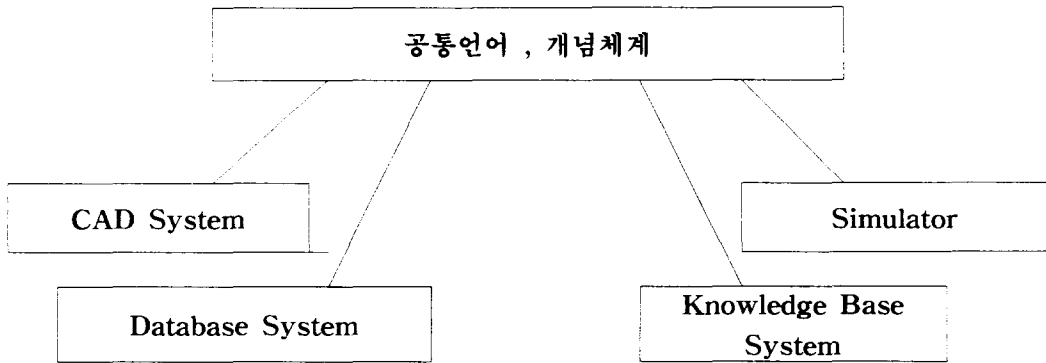 공통언어 , 개념체계
CAD System
Simulator
Database System
Knowledge Base
System